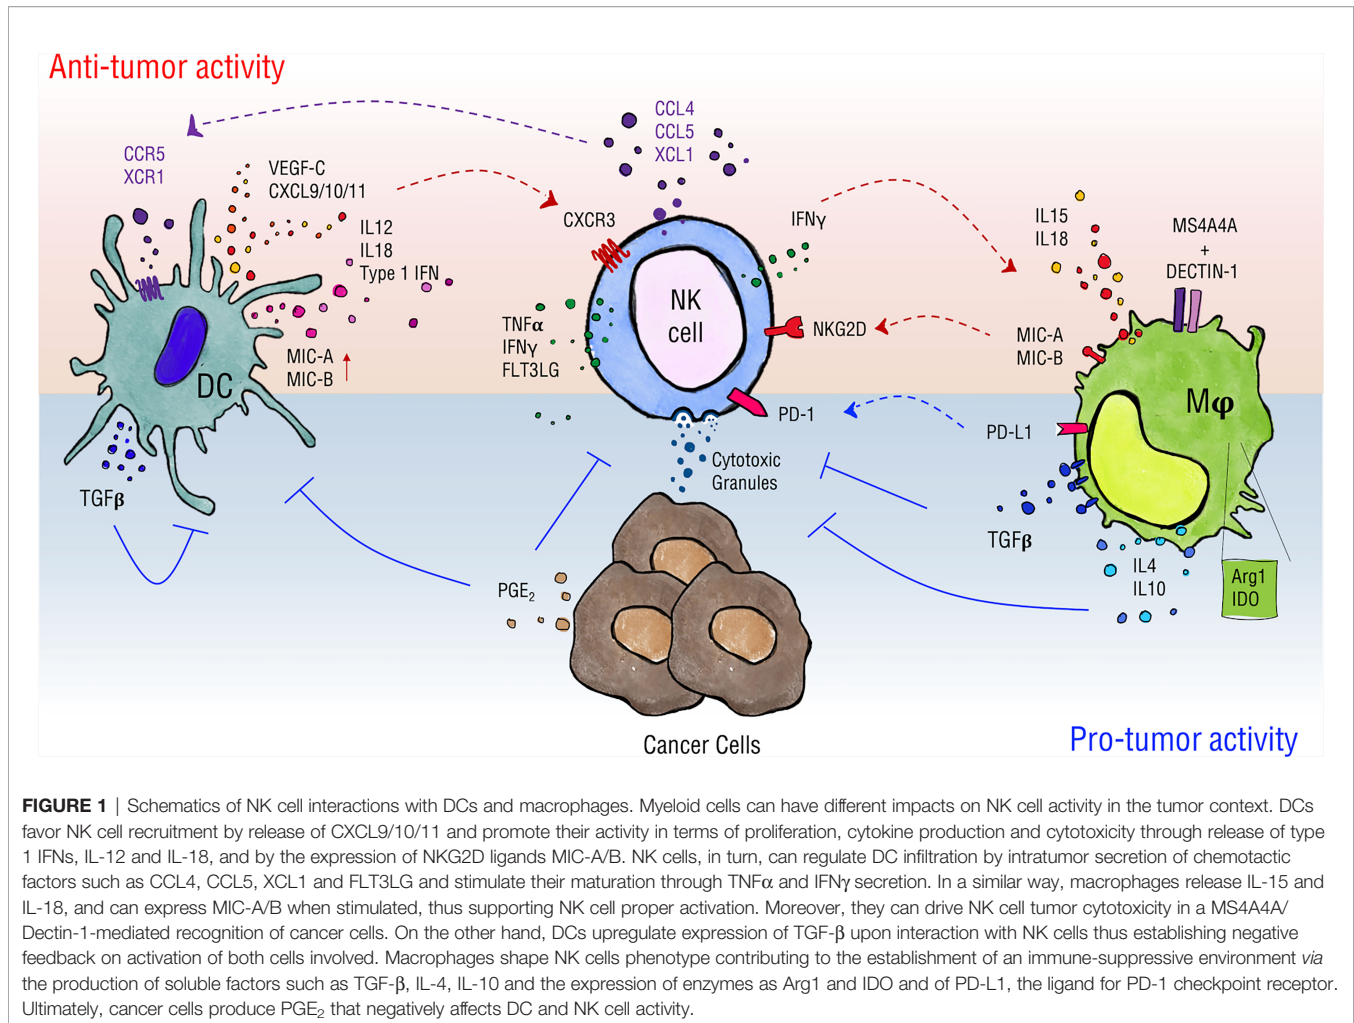 Anti-tumor activity
CCL4
CCL5
XCL1
CCR5
XCR1
VEGF-C
CXCL9/10/11
IL12
IL18
Type 1 IFN
CXCR3
IFNγ
IL15
IL18
MS4A4A
+
DECTIN-1
NK
cell
TNFα
IFNγ
FLT3LG
NKG2D
MIC-A
MIC-B
MIC-A
MIC-B
DC
Mφ
PD-1
PD-L1
Cytotoxic
Granules
TGFβ
TGFβ
IL4
IL10
Arg1
IDO
PGE₂
Cancer Cells
Pro-tumor activity
FIGURE 1 | Schematics of NK cell interactions with DCs and macrophages. Myeloid cells can have different impacts on NK cell activity in the tumor context. DCs
favor NK cell recruitment by release of CXCL9/10/11 and promote their activity in terms of proliferation, cytokine production and cytotoxicity through release of type
1 IFNs, IL-12 and IL-18, and by the expression of NKG2D ligands MIC-A/B. NK cells, in turn, can regulate DC infiltration by intratumor secretion of chemotactic
factors such as CCL4, CCL5, XCL1 and FLT3LG and stimulate their maturation through TNFα and IFNγ secretion. In a similar way, macrophages release IL-15 and
IL-18, and can express MIC-A/B when stimulated, thus supporting NK cell proper activation. Moreover, they can drive NK cell tumor cytotoxicity in a MS4A4A/
Dectin-1-mediated recognition of cancer cells. On the other hand, DCs upregulate expression of TGF-β upon interaction with NK cells thus establishing negative
feedback on activation of both cells involved. Macrophages shape NK cells phenotype contributing to the establishment of an immune-suppressive environment via
the production of soluble factors such as TGF-β, IL-4, IL-10 and the expression of enzymes as Arg1 and IDO and of PD-L1, the ligand for PD-1 checkpoint receptor.
Ultimately, cancer cells produce PGE₂ that negatively affects DC and NK cell activity.